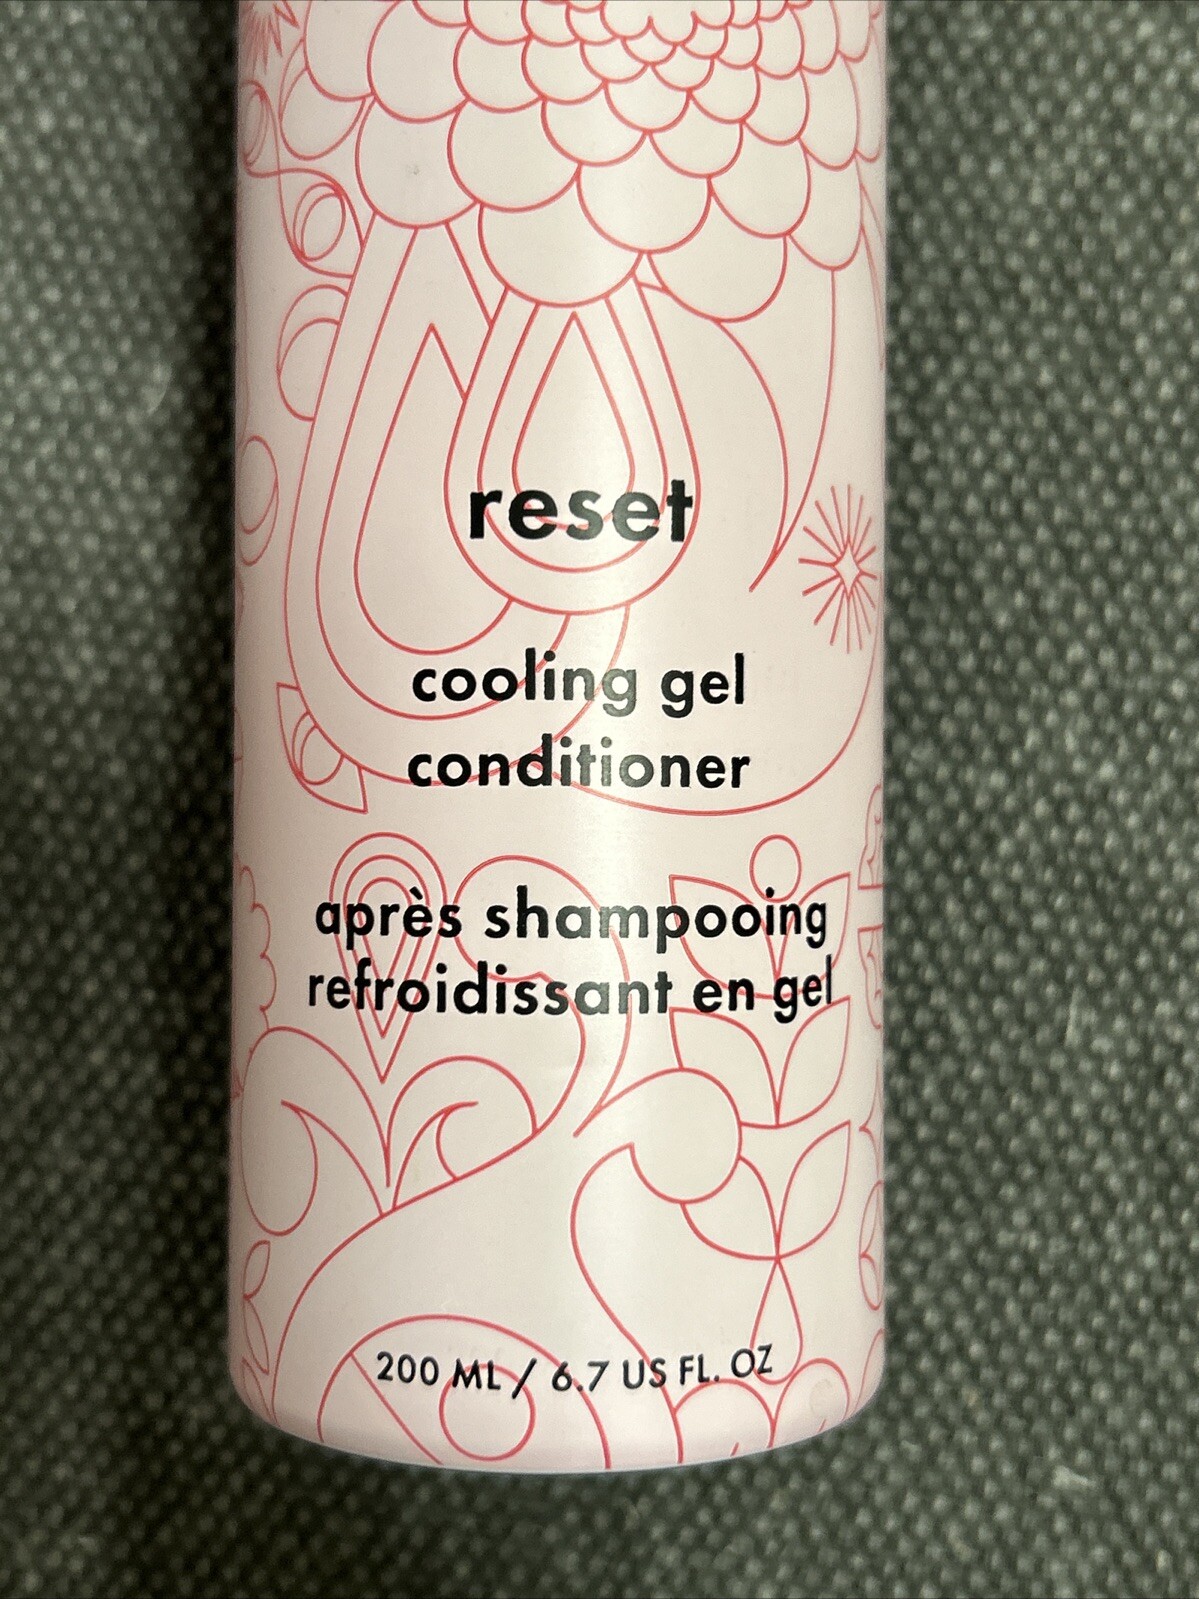 reset
cooling gel
conditioner
après shampooing
refroidissant en gel
200 ML / 6.7 US FL. OZ